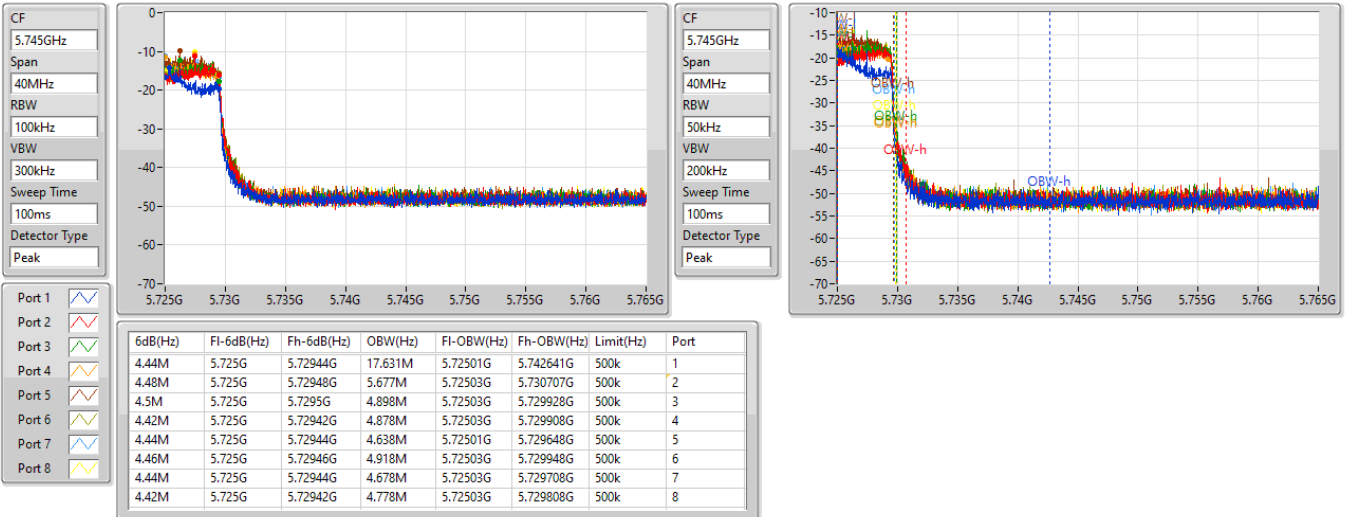 CF
5.745GHz
Span
40MHz
RBW
100kHz
VBW
300kHz
Sweep Time
100ms
Detector Type
Peak
0
-10
-20
-30
-40
-50
-60
-70
5.725G 5.73G 5.735G 5.74G 5.745G 5.75G 5.755G 5.76G 5.765G
CF
5.745GHz
Span
40MHz
RBW
50kHz
VBW
200kHz
Sweep Time
100ms
Detector Type
Peak
-10
-15
-20
-25
-30
-35
-40
-45
-50
-55
-60
-65
-70
OBW-h
OBW-h
OBW-h
OBW-h
OBW-h
OBW-h
5.725G 5.73G 5.735G 5.74G 5.745G 5.75G 5.755G 5.76G 5.765G
Port 1
Port 2
Port 3
Port 4
Port 5
Port 6
Port 7
Port 8
6dB(Hz) Fl-6dB(Hz) Fh-6dB(Hz) OBW(Hz) Fl-OBW(Hz) Fh-OBW(Hz) Limit(Hz) Port
4.44M 5.725G 5.72944G 17.631M 5.72501G 5.742641G 500k 1
4.48M 5.725G 5.72948G 5.677M 5.72503G 5.730707G 500k 2
4.5M 5.725G 5.7295G 4.898M 5.72503G 5.729928G 500k 3
4.42M 5.725G 5.72942G 4.878M 5.72503G 5.729908G 500k 4
4.44M 5.725G 5.72944G 4.638M 5.72501G 5.729648G 500k 5
4.46M 5.725G 5.72946G 4.918M 5.72503G 5.729948G 500k 6
4.44M 5.725G 5.72944G 4.678M 5.72503G 5.729708G 500k 7
4.42M 5.725G 5.72942G 4.778M 5.72503G 5.729808G 500k 8